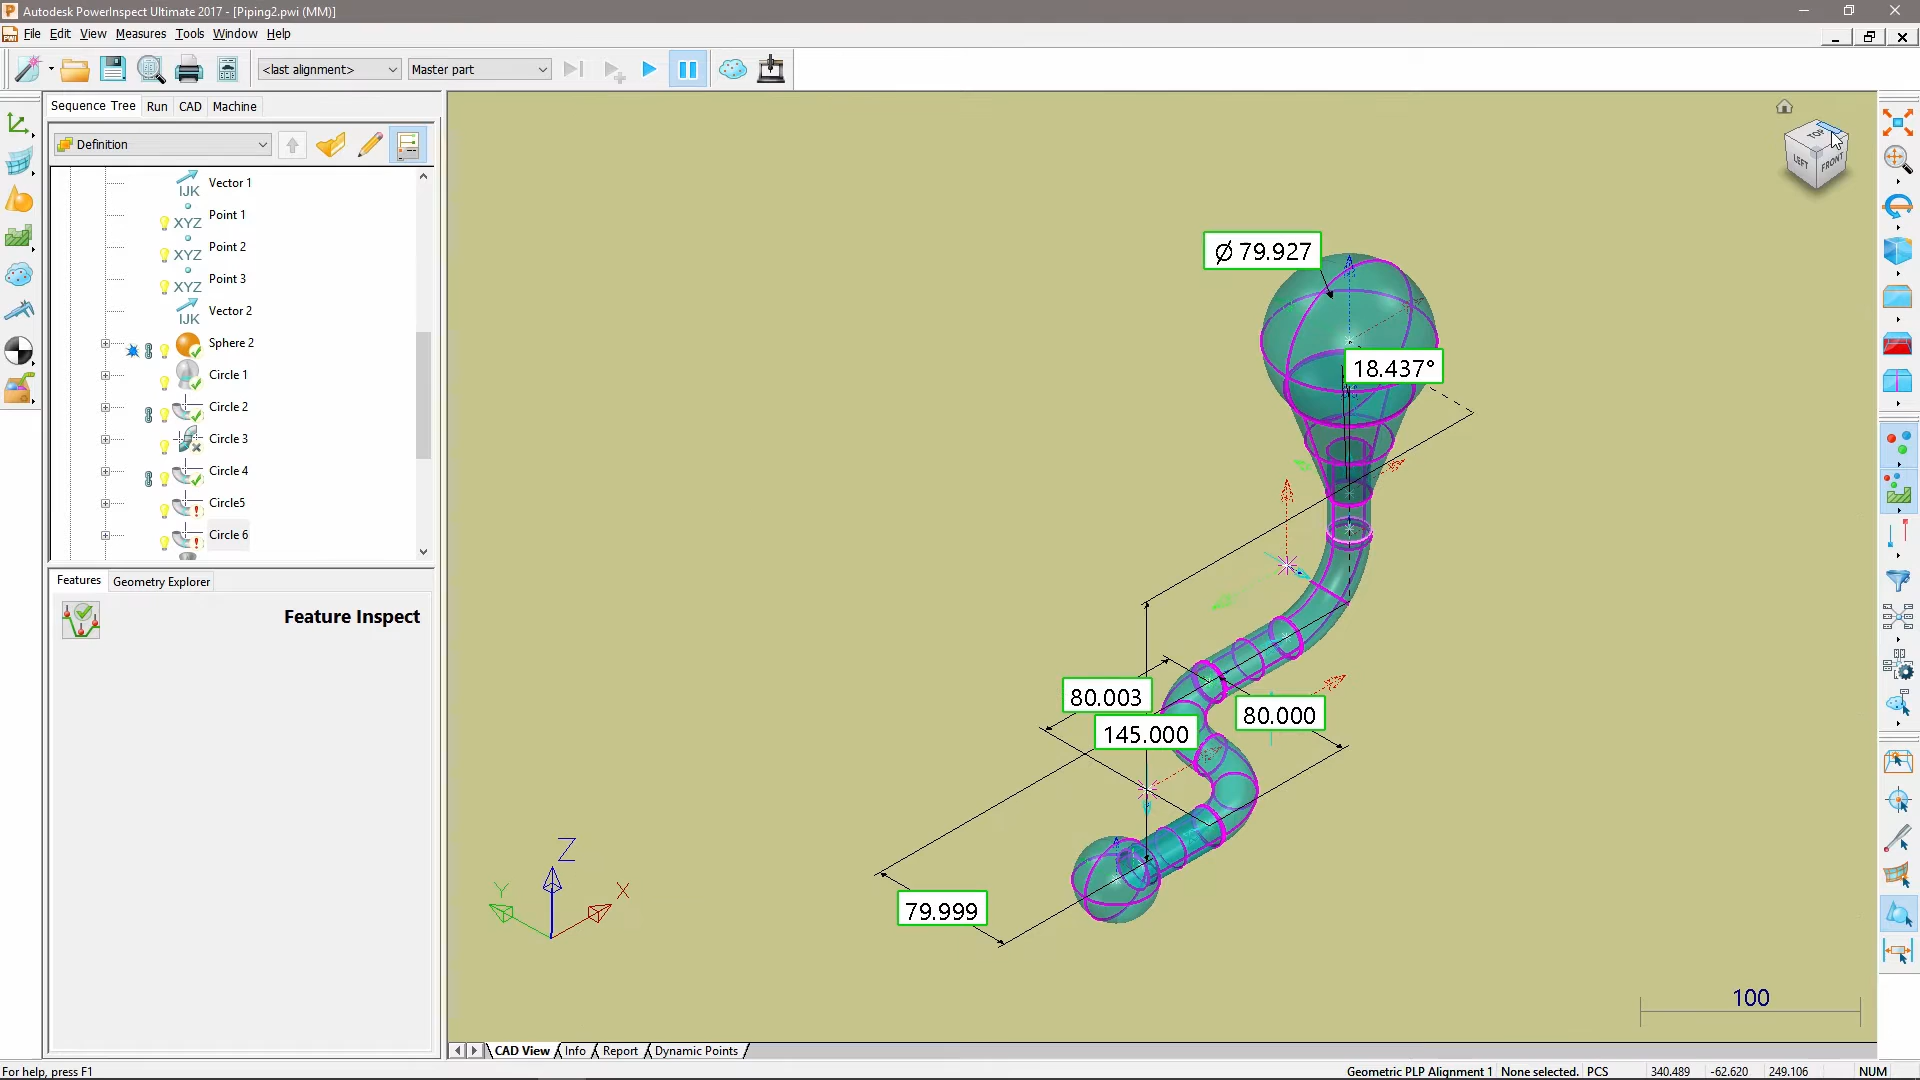 Autodesk PowerInspect Ultimate 2017 - [Piping2.pwi (MM)]
File Edit View Measures Tools Window Help
<last alignment> Master part
Sequence Tree Run CAD Machine
Definition
IJK Vector 1
XYZ Point 1
XYZ Point 2
XYZ Point 3
IJK Vector 2
Sphere 2
Circle 1
Circle 2
Circle 3
Circle 4
Circle5
Circle 6
Features Geometry Explorer
Feature Inspect
TOP
LEFT FRONT
Ø 79.927
18.437°
80.003
80.000
145.000
79.999
Z
Y X
100
CAD View Info Report Dynamic Points
For help, press F1 Geometric PLP Alignment 1 None selected. PCS 340.489 -62.620 249.106 NUM